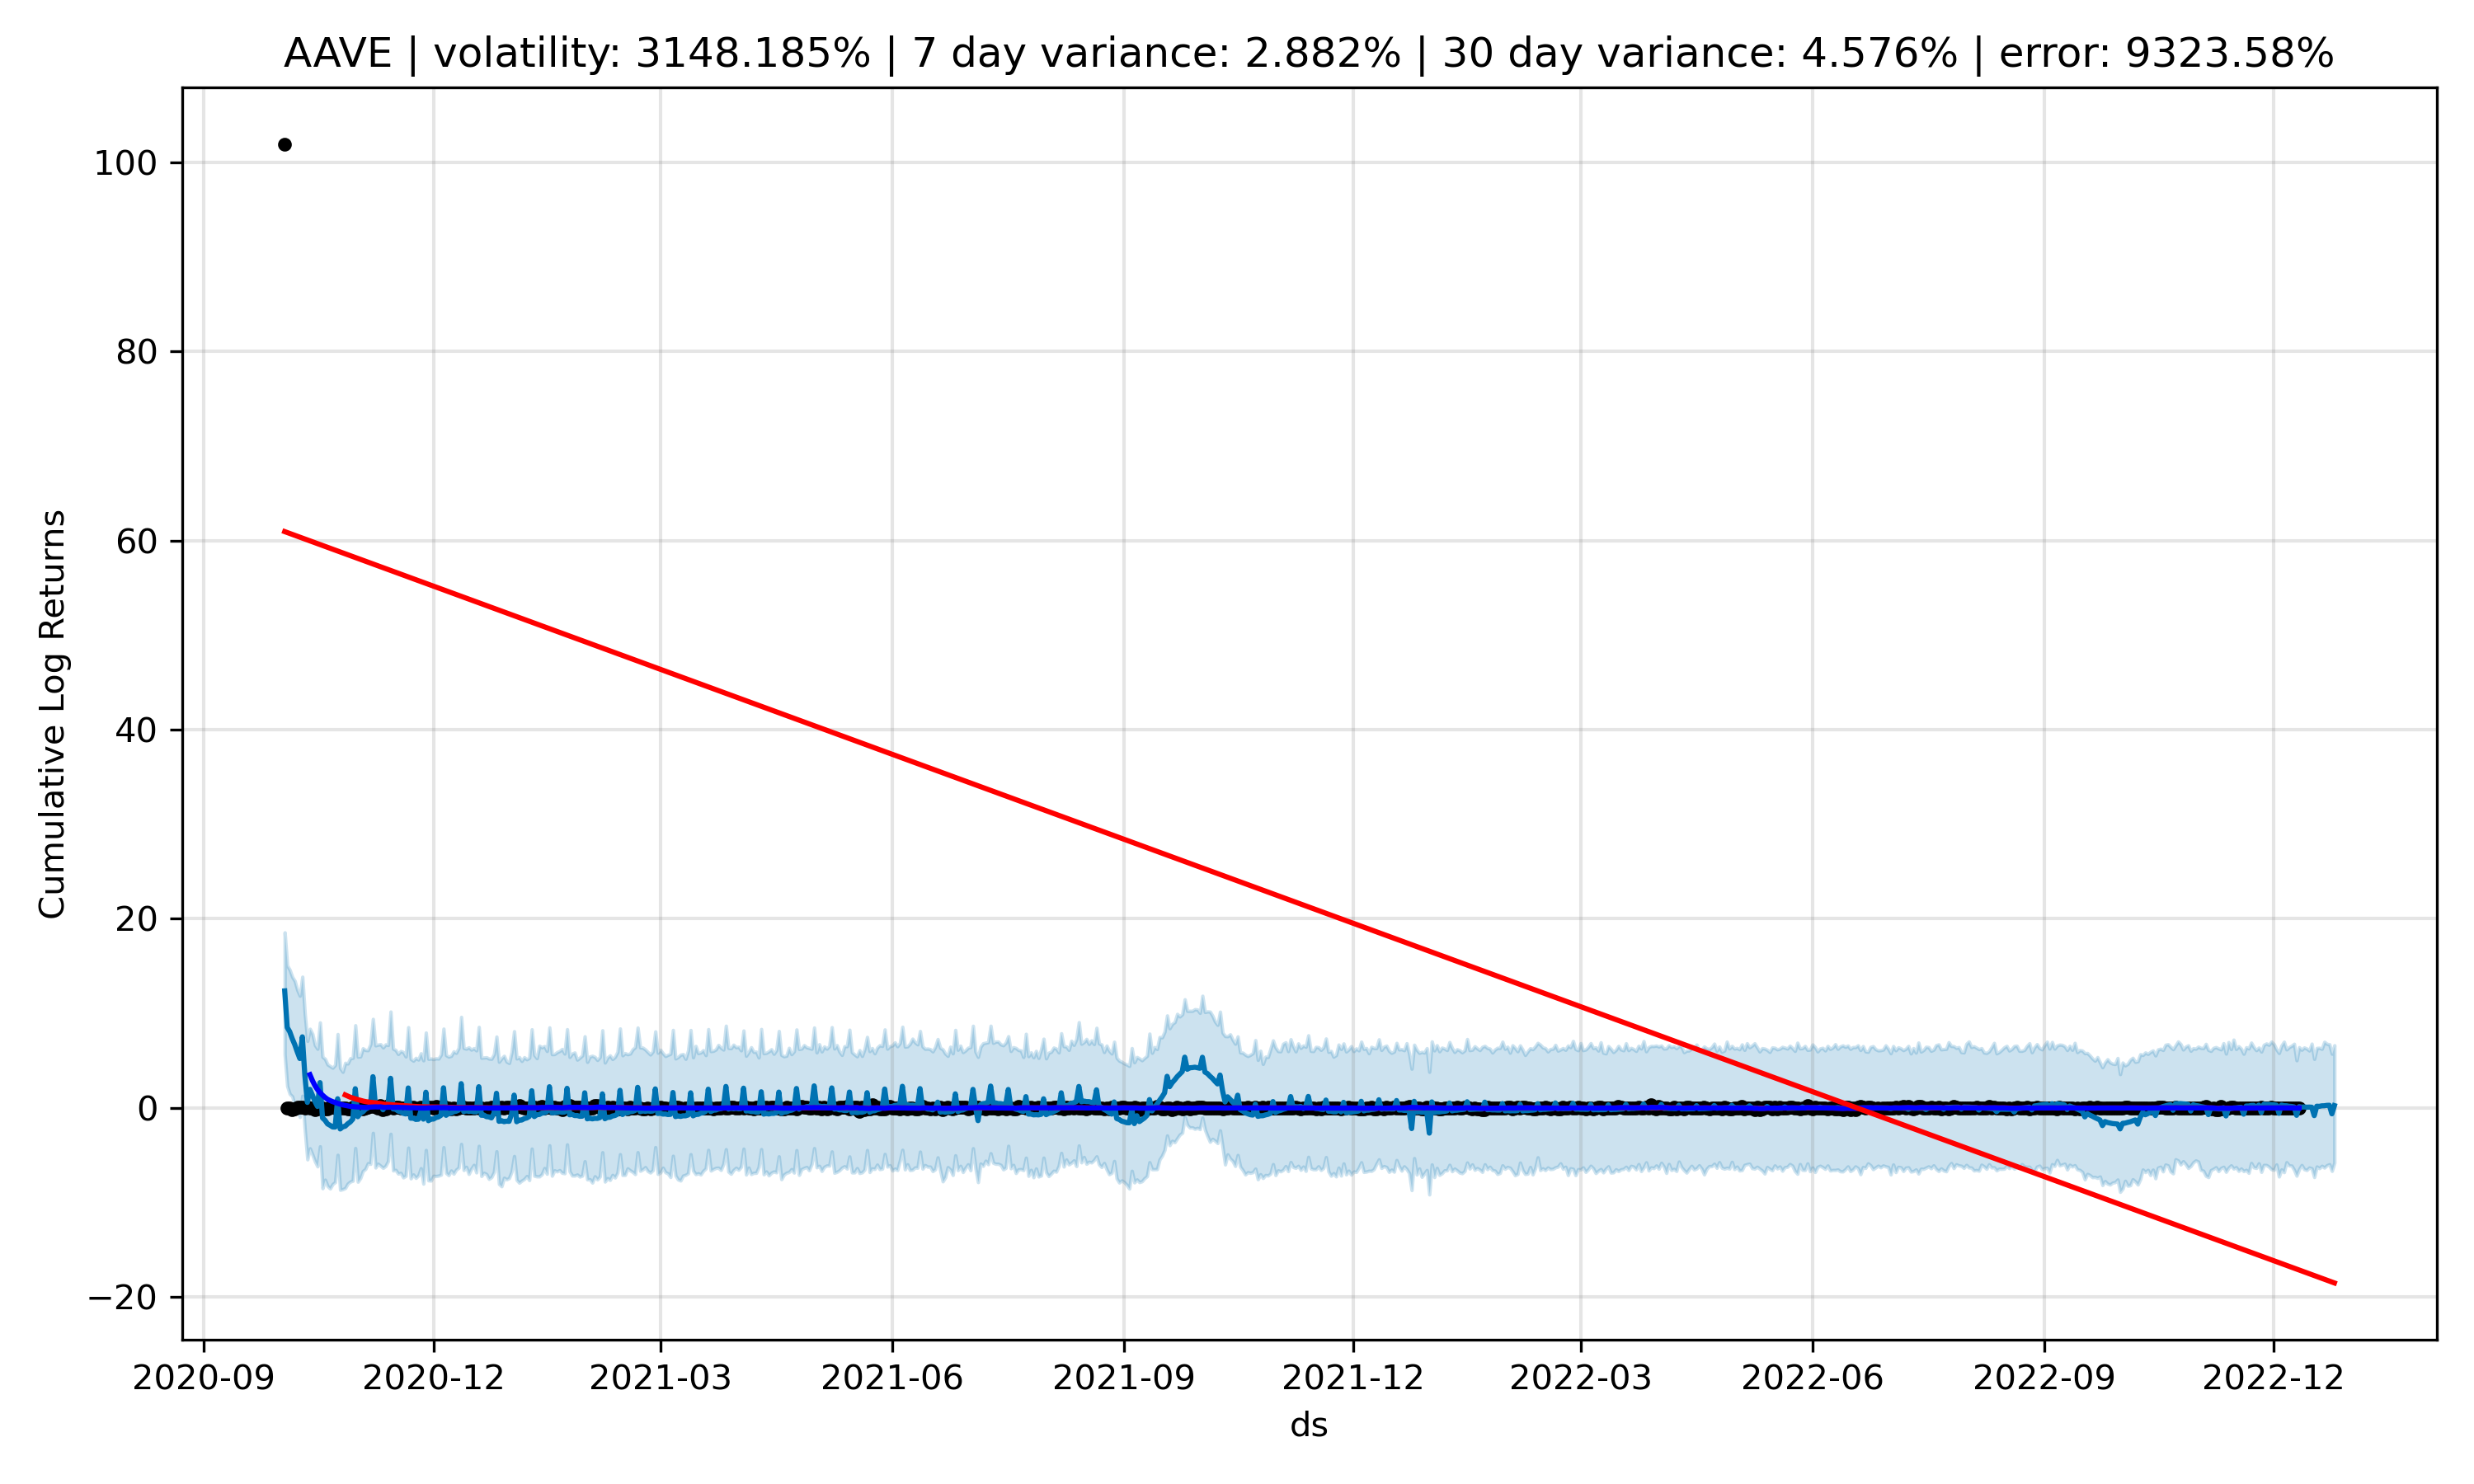 AAVE | volatility: 3148.185% | 7 day variance: 2.882% | 30 day variance: 4.576% | error: 9323.58%
Cumulative Log Returns
100
80
60
40
20
0
−20
2020-09 2020-12 2021-03 2021-06 2021-09 2021-12 2022-03 2022-06 2022-09 2022-12
ds